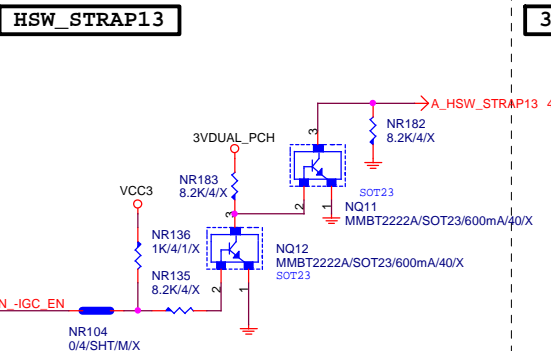 HSW_STRAP13
3
A_HSW_STRAP13 4
3
NR182
8.2K/4/X
3VDUAL_PCH
NR183
8.2K/4/X
SOT23
2
1
NQ11
MMBT2222A/SOT23/600mA/40/X
VCC3
3
NR136
1K/4/1/X
NQ12
MMBT2222A/SOT23/600mA/40/X
SOT23
NR135
8.2K/4/X
2
1
N_-IGC_EN
NR104
0/4/SHT/M/X